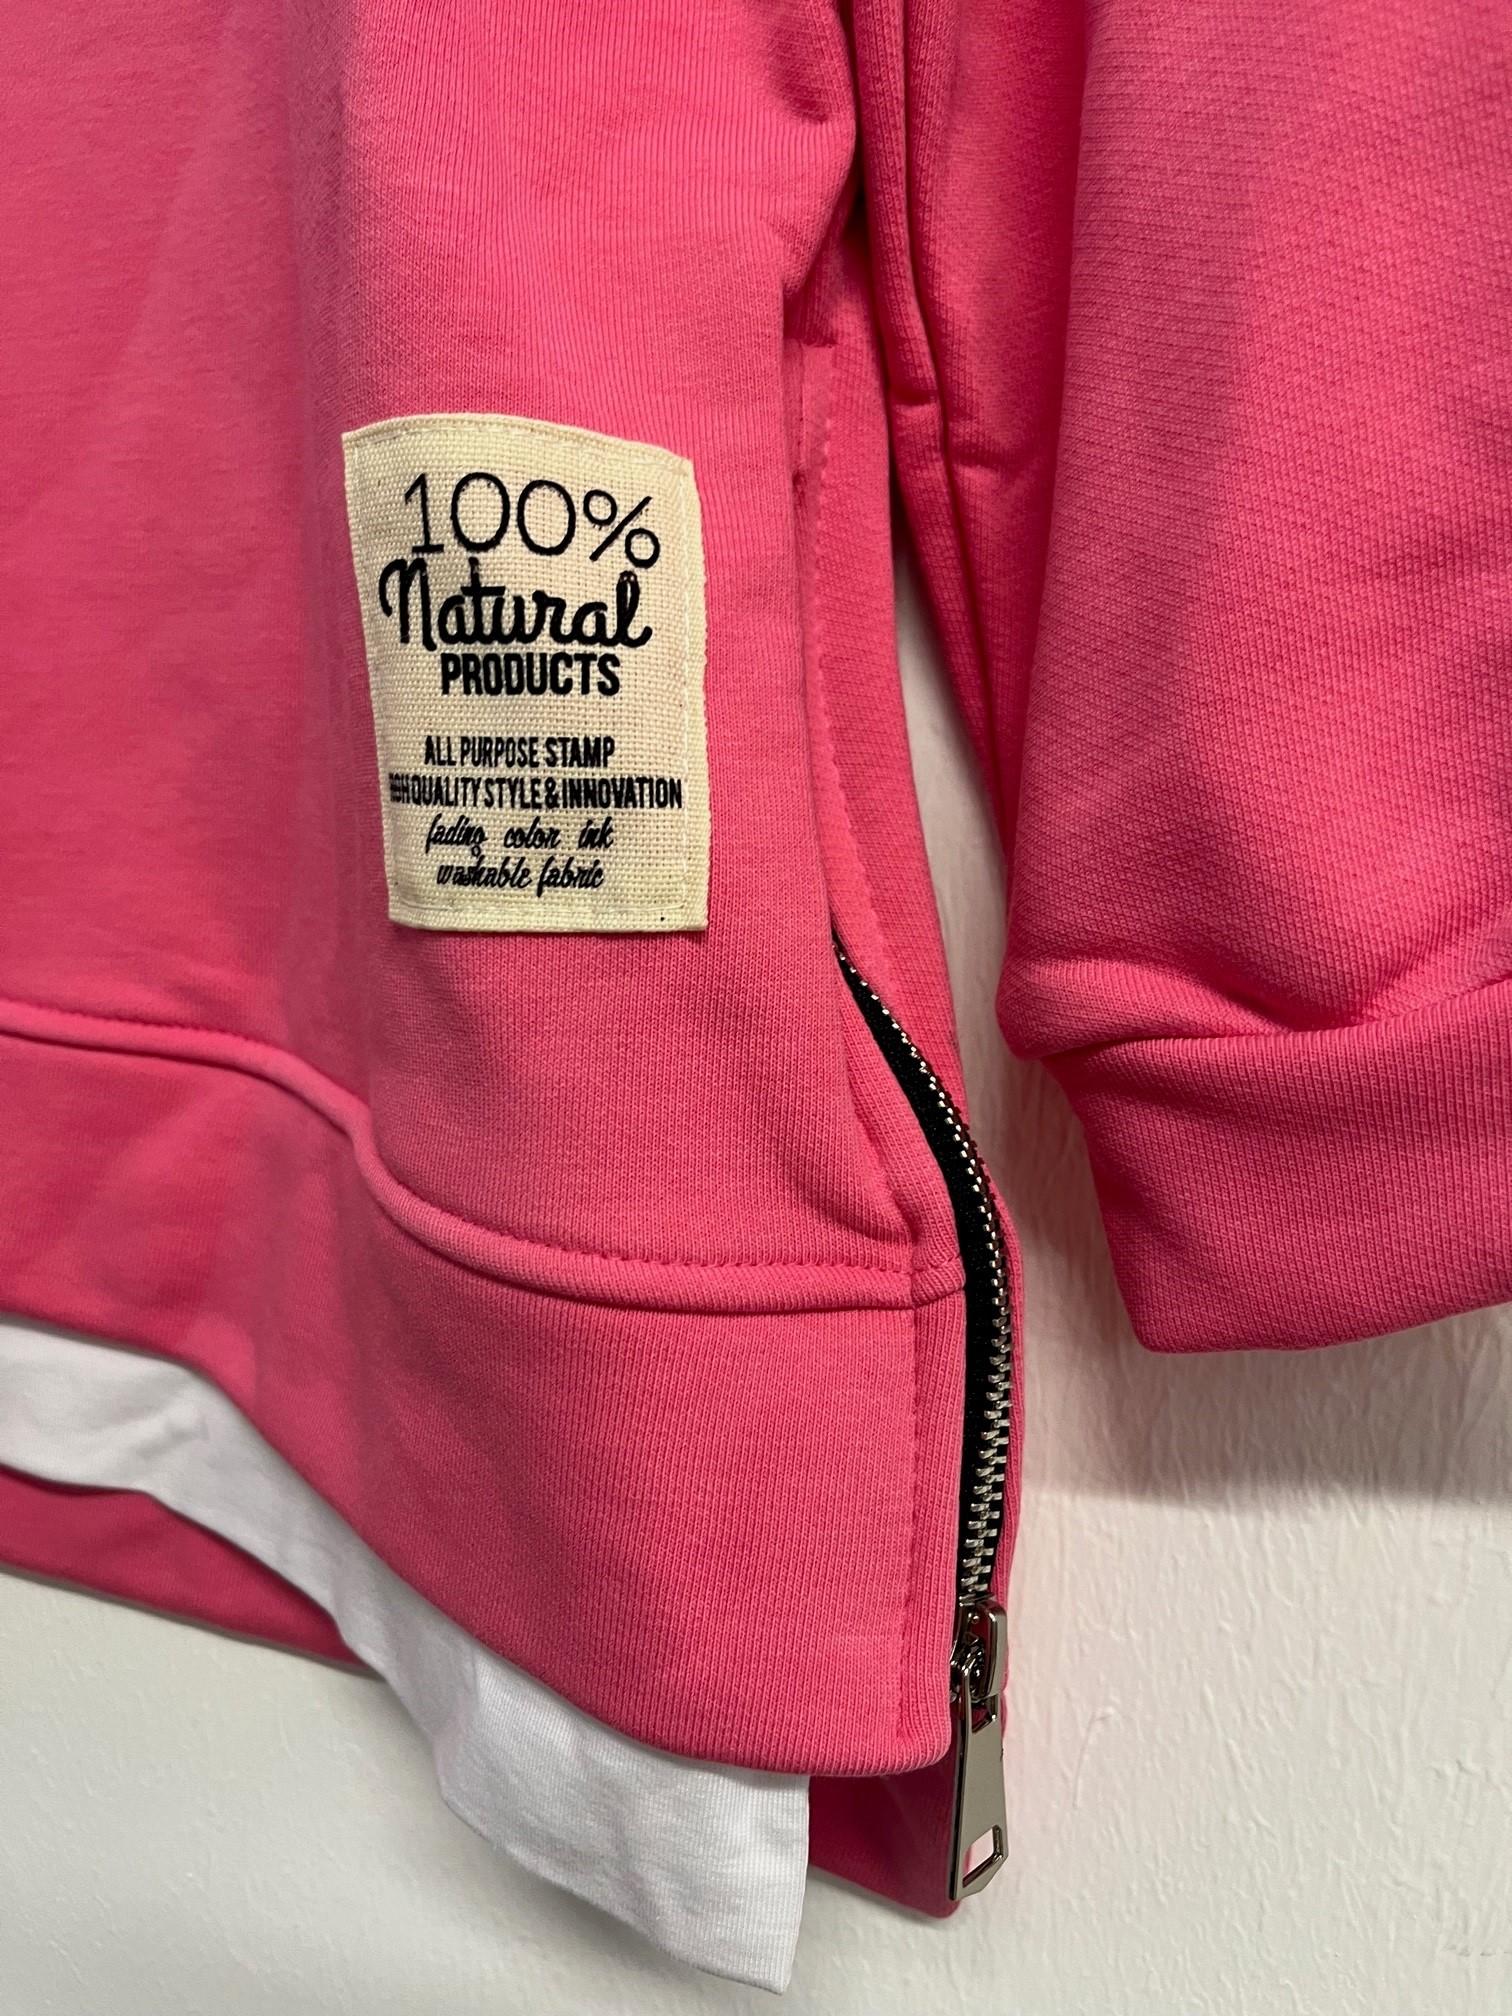 100%
Natural
PRODUCTS
ALL PURPOSE STAMP
QUALITY STYLE & INNOVATION
fading color ink
washable fabric